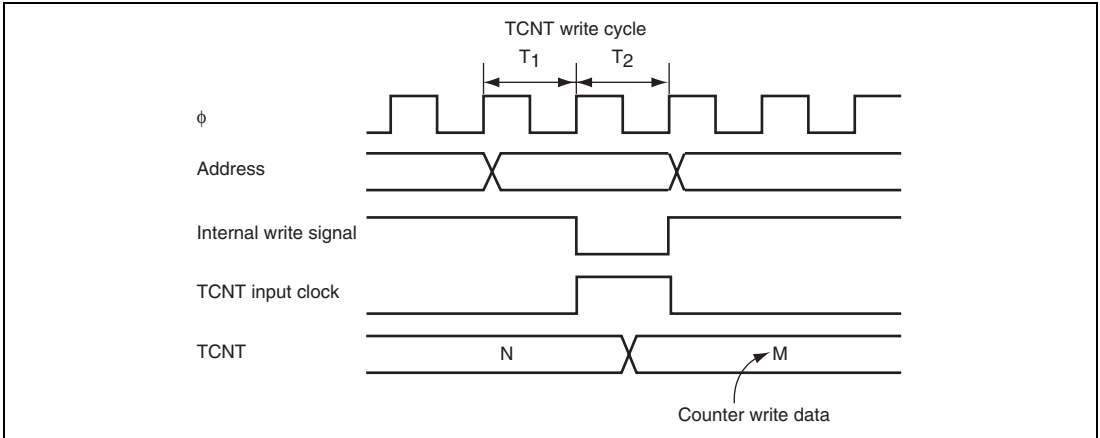 TCNT write cycle
T1 T2
φ
Address
Internal write signal
TCNT input clock
TCNT N M
Counter write data